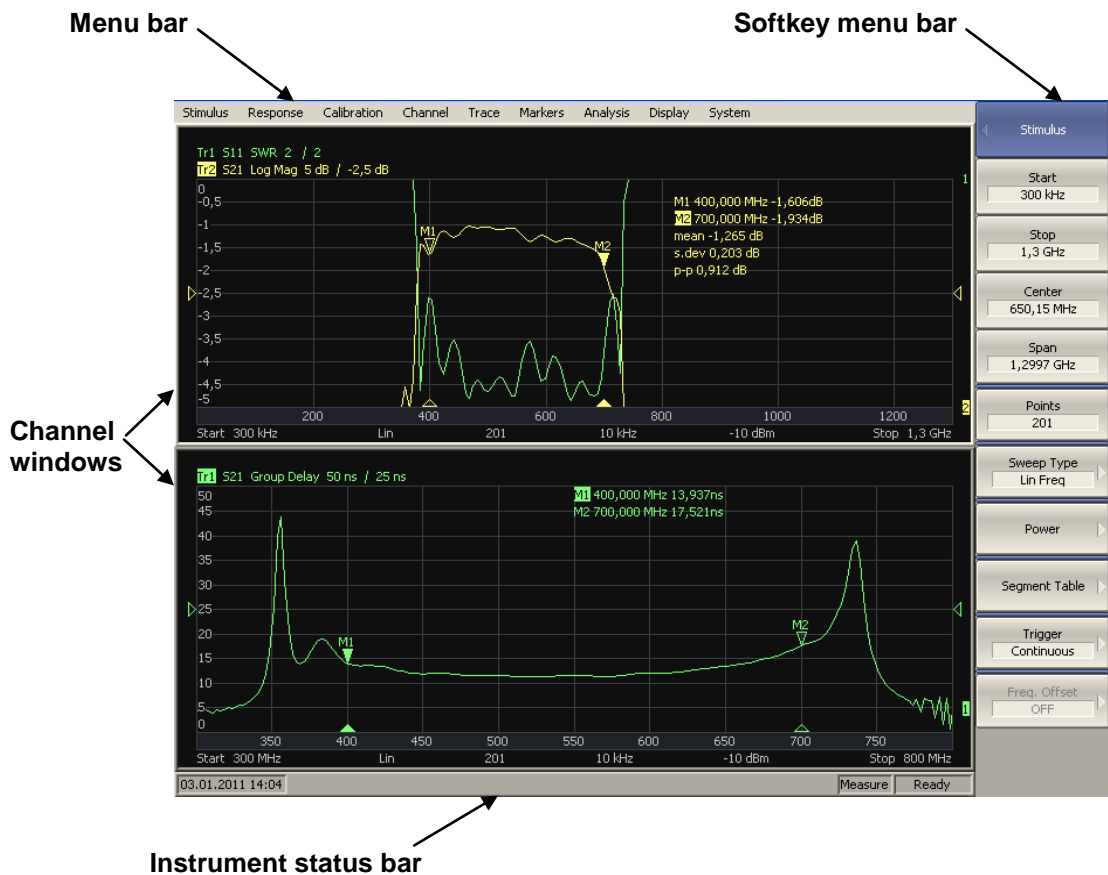 Menu bar
Softkey menu bar
Stimulus Response Calibration Channel Trace Markers Analysis Display System
Tr1 S11 SWR 2 / 2
Tr2 S21 Log Mag 5 dB / -2,5 dB
0
-0,5
-1
-1,5
-2
-2,5
-3
-3,5
-4
-4,5
-5
M1
M2
M1 400,000 MHz -1,606dB
M2 700,000 MHz -1,934dB
mean -1,265 dB
s.dev 0,203 dB
p-p 0,912 dB
1
2
200 400 600 800 1000 1200
Start 300 kHz Lin 201 10 kHz -10 dBm Stop 1,3 GHz
Channel
windows
Tr1 S21 Group Delay 50 ns / 25 ns
50
45
40
35
30
25
20
15
10
5
0
M1 400,000 MHz 13,937ns
M2 700,000 MHz 17,521ns
M1
M2
1
350 400 450 500 550 600 650 700 750
Start 300 MHz Lin 201 10 kHz -10 dBm Stop 800 MHz
03.01.2011 14:04 Measure Ready
Stimulus
Start
300 kHz
Stop
1,3 GHz
Center
650,15 MHz
Span
1,2997 GHz
Points
201
Sweep Type
Lin Freq
Power
Segment Table
Trigger
Continuous
Freq. Offset
OFF
Instrument status bar